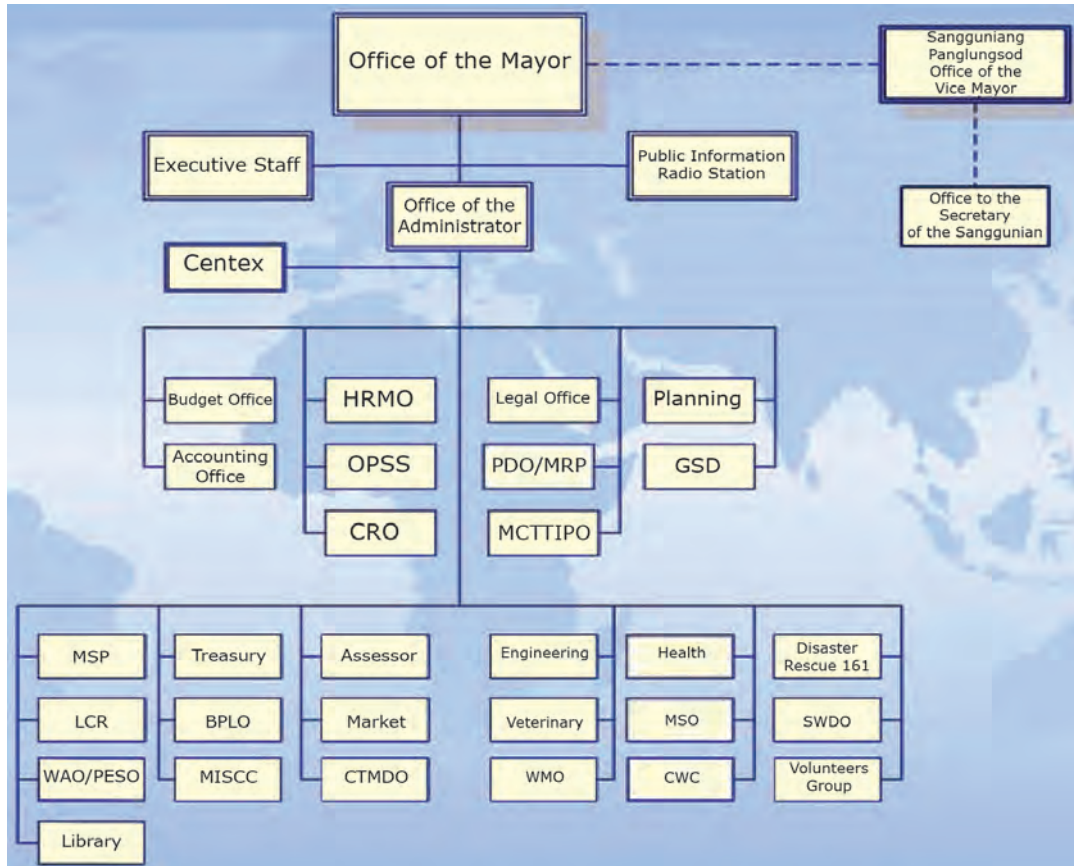 Office of the Mayor
Sangguniang
Panglungsod
Office of the
Vice Mayor
Executive Staff
Public Information
Radio Station
Office of the
Administrator
Office to the
Secretary
of the Sanggunian
Centex
Budget Office
HRMO
Legal Office
Planning
Accounting
Office
OPSS
PDO/MRP
GSD
CRO
MCTTIPO
MSP
Treasury
Assessor
Engineering
Health
Disaster
Rescue 161
LCR
BPLO
Market
Veterinary
MSO
SWDO
WAO/PESO
MISCC
CTMDO
WMO
CWC
Volunteers
Group
Library